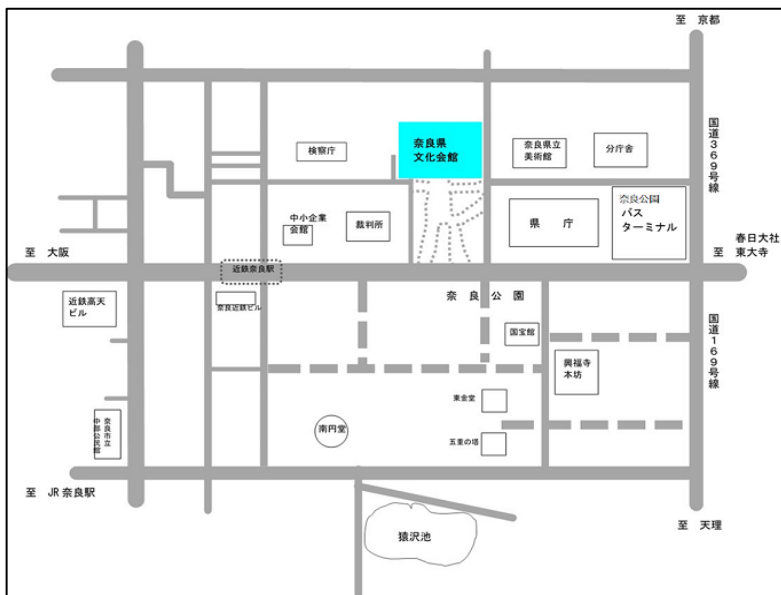 至 京都
国道369号線
奈良県
文化会館
検察庁
奈良県立
美術館
分庁舎
中小企業
会館
裁判所
県 庁
奈良公園
バス
ターミナル
至 大阪
近鉄奈良駅
春日大社
至 東大寺
近鉄高天
ビル
奈良近鉄ビル
奈 良 公 園
国宝館
国道169号線
興福寺
本坊
東金堂
奈良市立
中部公民館
南円堂
五重の塔
至 JR奈良駅
猿沢池
至 天理